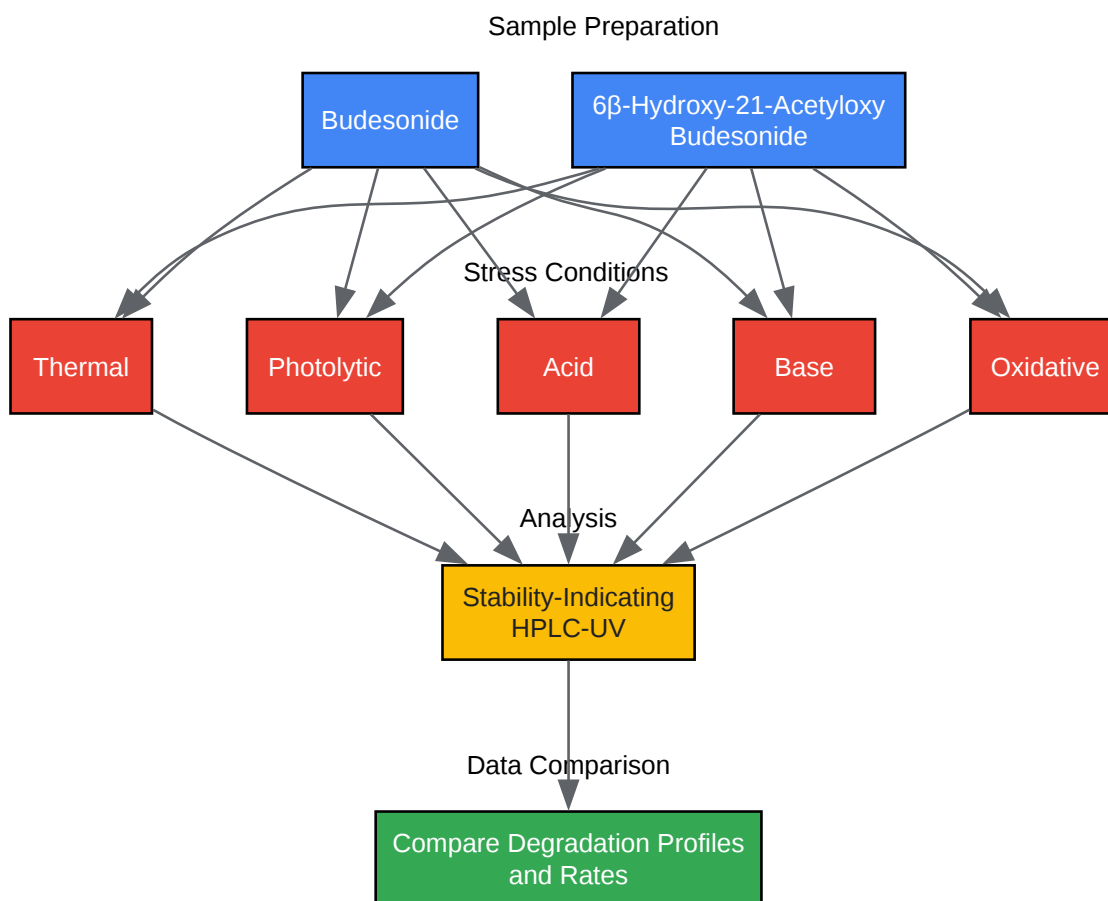 Sample Preparation
Budesonide
6β-Hydroxy-21-Acetyloxy
Budesonide
Stress Conditions
Thermal
Photolytic
Acid
Base
Oxidative
Analysis
Stability-Indicating
HPLC-UV
Data Comparison
Compare Degradation Profiles
and Rates